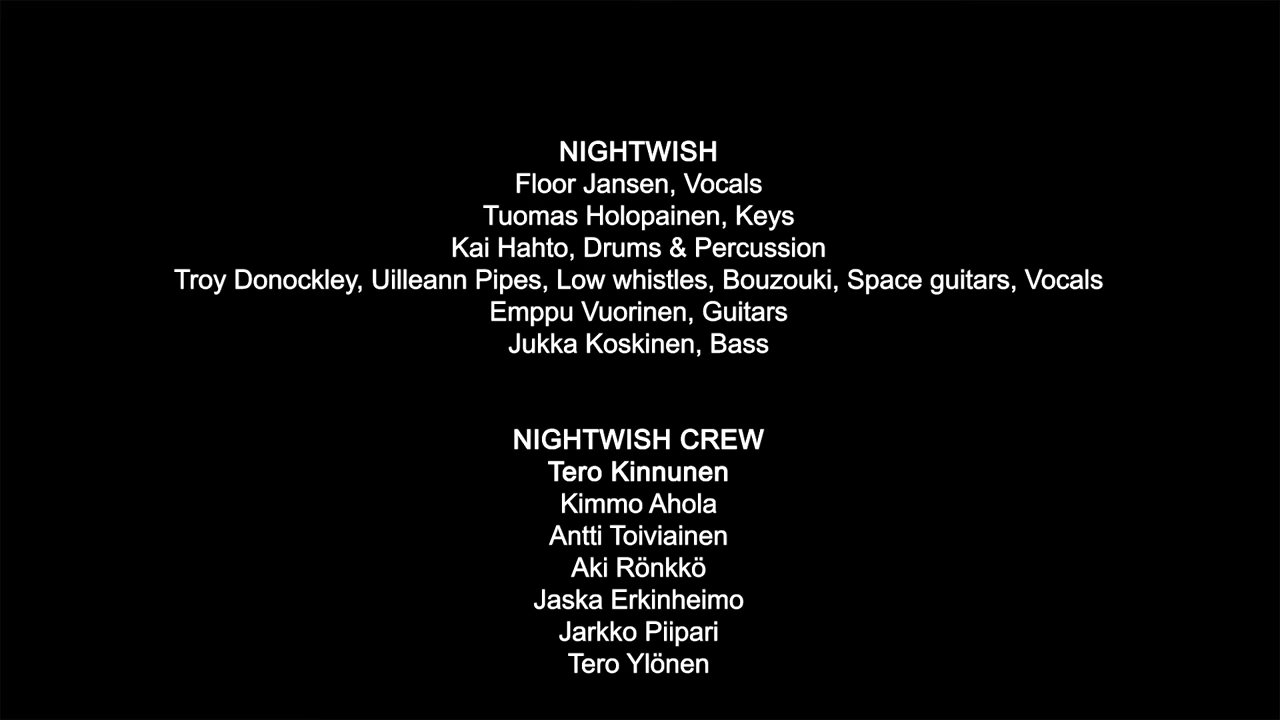 NIGHTWISH
Floor Jansen, Vocals
Tuomas Holopainen, Keys
Kai Hahto, Drums & Percussion
Troy Donockley, Uilleann Pipes, Low whistles, Bouzouki, Space guitars, Vocals
Emppu Vuorinen, Guitars
Jukka Koskinen, Bass
NIGHTWISH CREW
Tero Kinnunen
Kimmo Ahola
Antti Toiviainen
Aki Rönkkö
Jaska Erkinheimo
Jarkko Piipari
Tero Ylönen